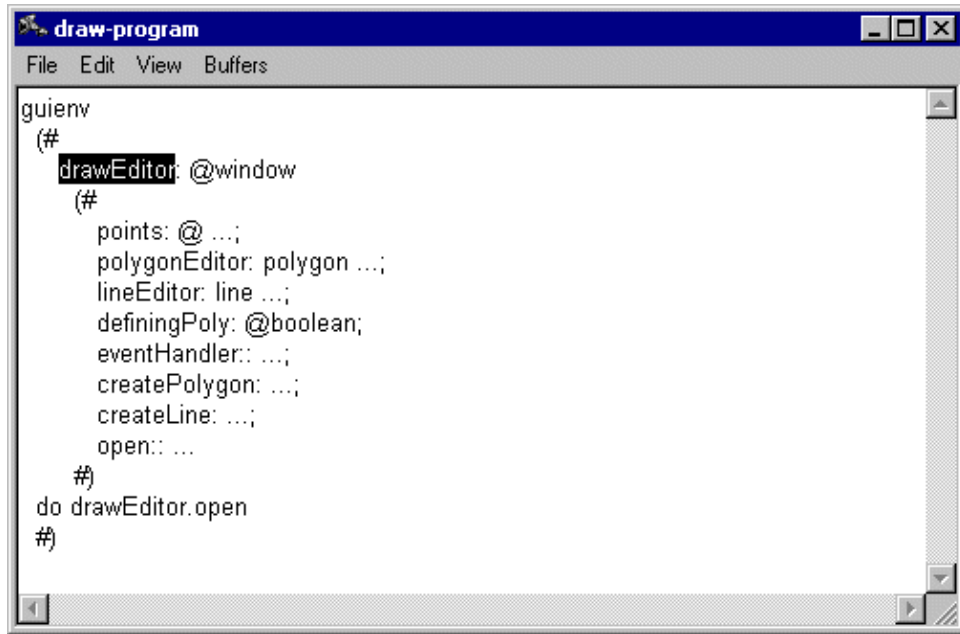 draw-program
File Edit View Buffers
guienv
(#
drawEditor: @window
(#
points: @ ...;
polygonEditor: polygon ...;
lineEditor: line ...;
definingPoly: @boolean;
eventHandler:: ...;
createPolygon: ...;
createLine: ...;
open:: ...
#)
do drawEditor.open
#)